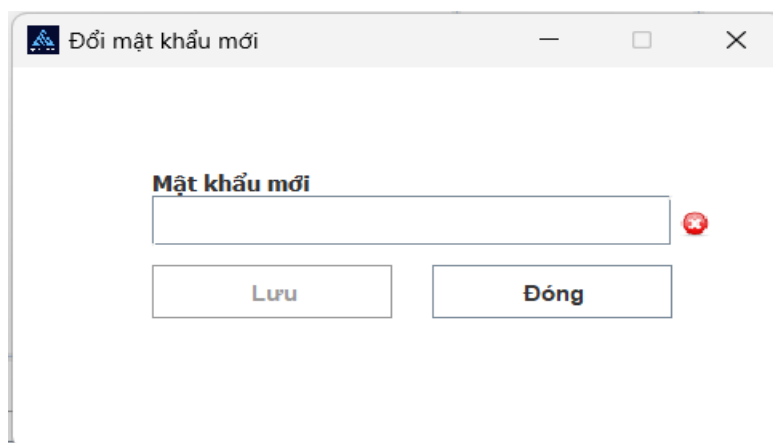 Đổi mật khẩu mới
Mật khẩu mới
Lưu
Đóng